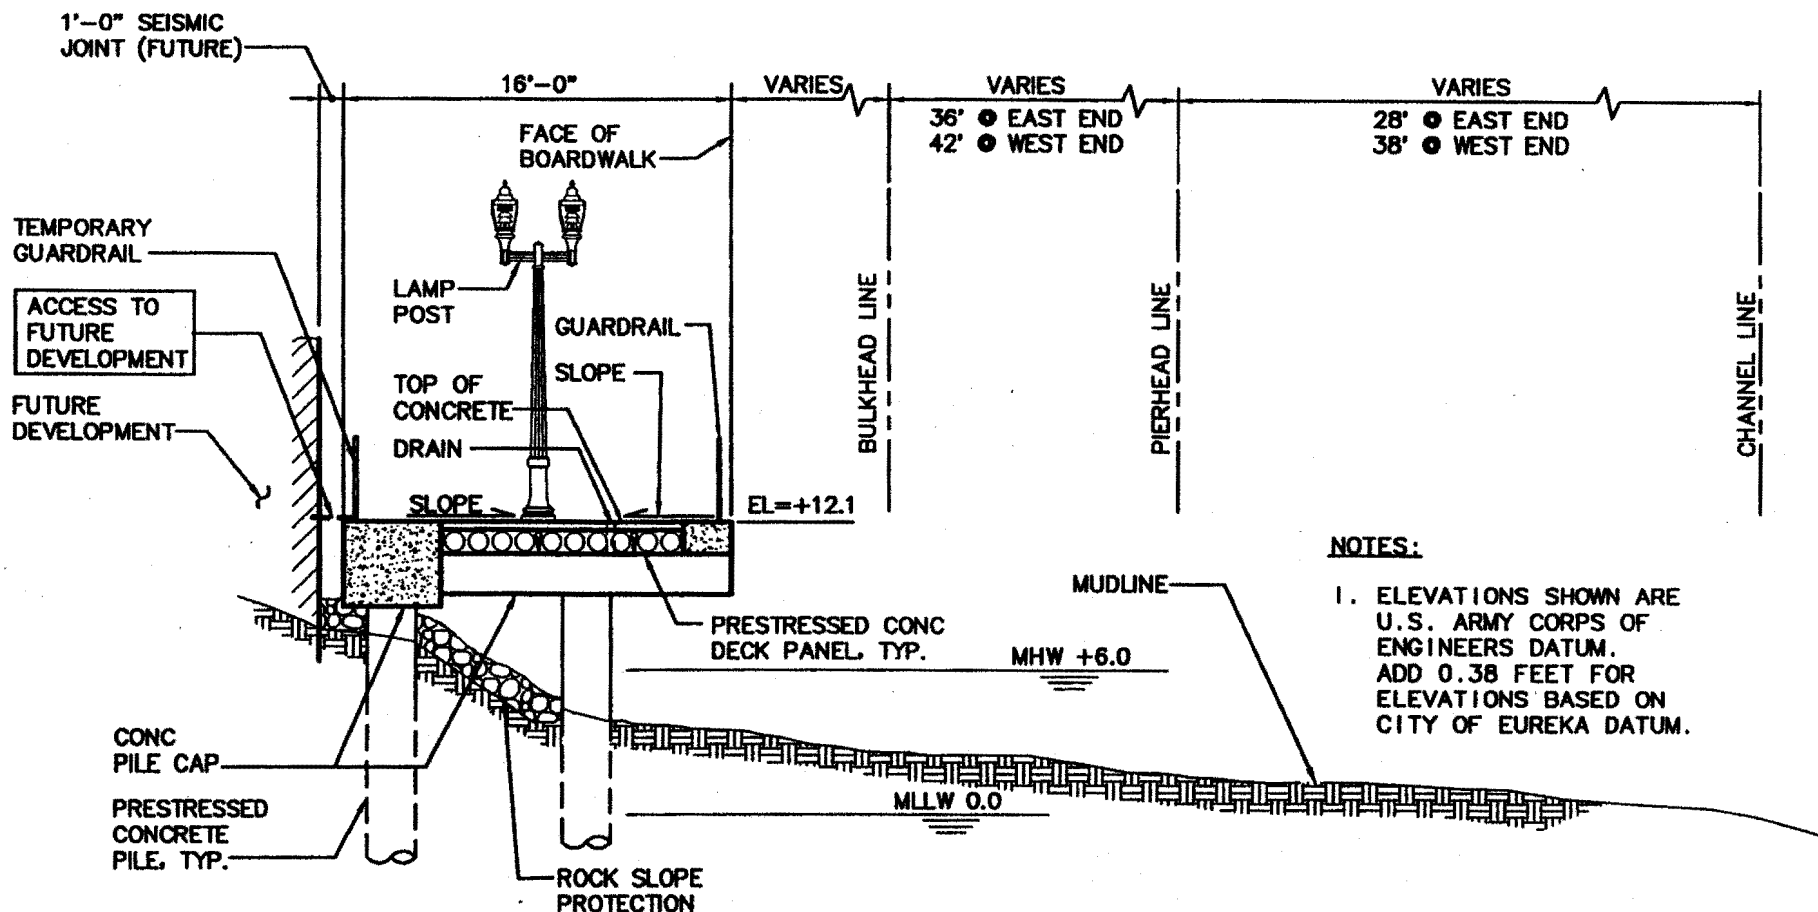 1'-0" SEISMIC
JOINT (FUTURE)
16'-0"
VARIES
VARIES
36' @ EAST END
42' @ WEST END
VARIES
28' @ EAST END
38' @ WEST END
FACE OF
BOARDWALK
TEMPORARY
GUARDRAIL
ACCESS TO
FUTURE
DEVELOPMENT
FUTURE
DEVELOPMENT
LAMP
POST
GUARDRAIL
SLOPE
TOP OF
CONCRETE
DRAIN
SLOPE
EL=+12.1
BULKHEAD LINE
PIERHEAD LINE
CHANNEL LINE
PRESTRESSED CONC
DECK PANEL, TYP.
MHW +6.0
MUDLINE
NOTES:
1. ELEVATIONS SHOWN ARE
U.S. ARMY CORPS OF
ENGINEERS DATUM.
ADD 0.38 FEET FOR
ELEVATIONS BASED ON
CITY OF EUREKA DATUM.
CONC
PILE CAP
MLLW 0.0
PRESTRESSED
CONCRETE
PILE, TYP.
ROCK SLOPE
PROTECTION